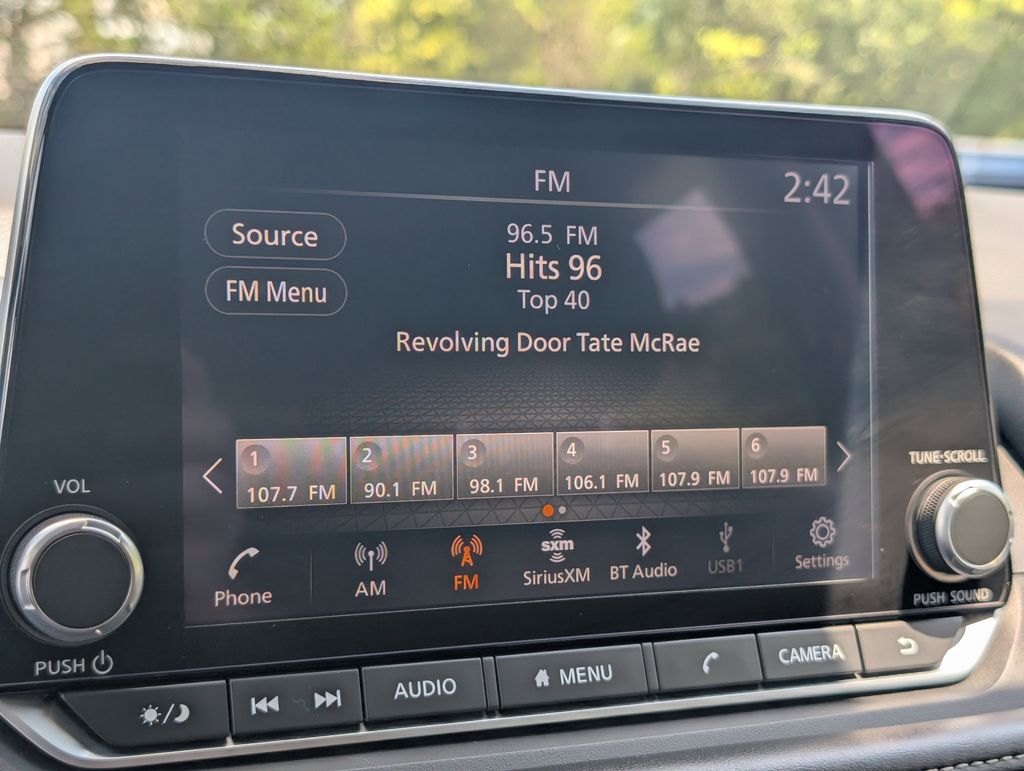 FM
2:42
Source
96.5 FM
Hits 96
FM Menu
Top 40
Revolving Door Tate McRae
1 2 3 4 5 6
107.7 FM 90.1 FM 98.1 FM 106.1 FM 107.9 FM 107.9 FM
VOL
TUNE·SCROLL
sxm
Phone AM FM SiriusXM BT Audio USB1 Settings
PUSH
PUSH SOUND
AUDIO
MENU
CAMERA